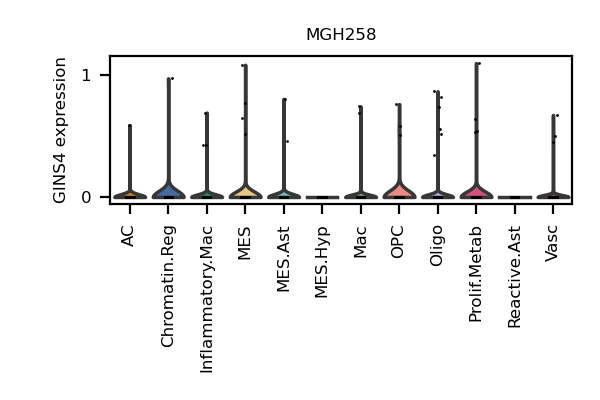 MGH258
GINS4 expression
1
0
AC
Chromatin.Reg
Inflammatory.Mac
MES
MES.Ast
MES.Hyp
Mac
OPC
Oligo
Prolif.Metab
Reactive.Ast
Vasc